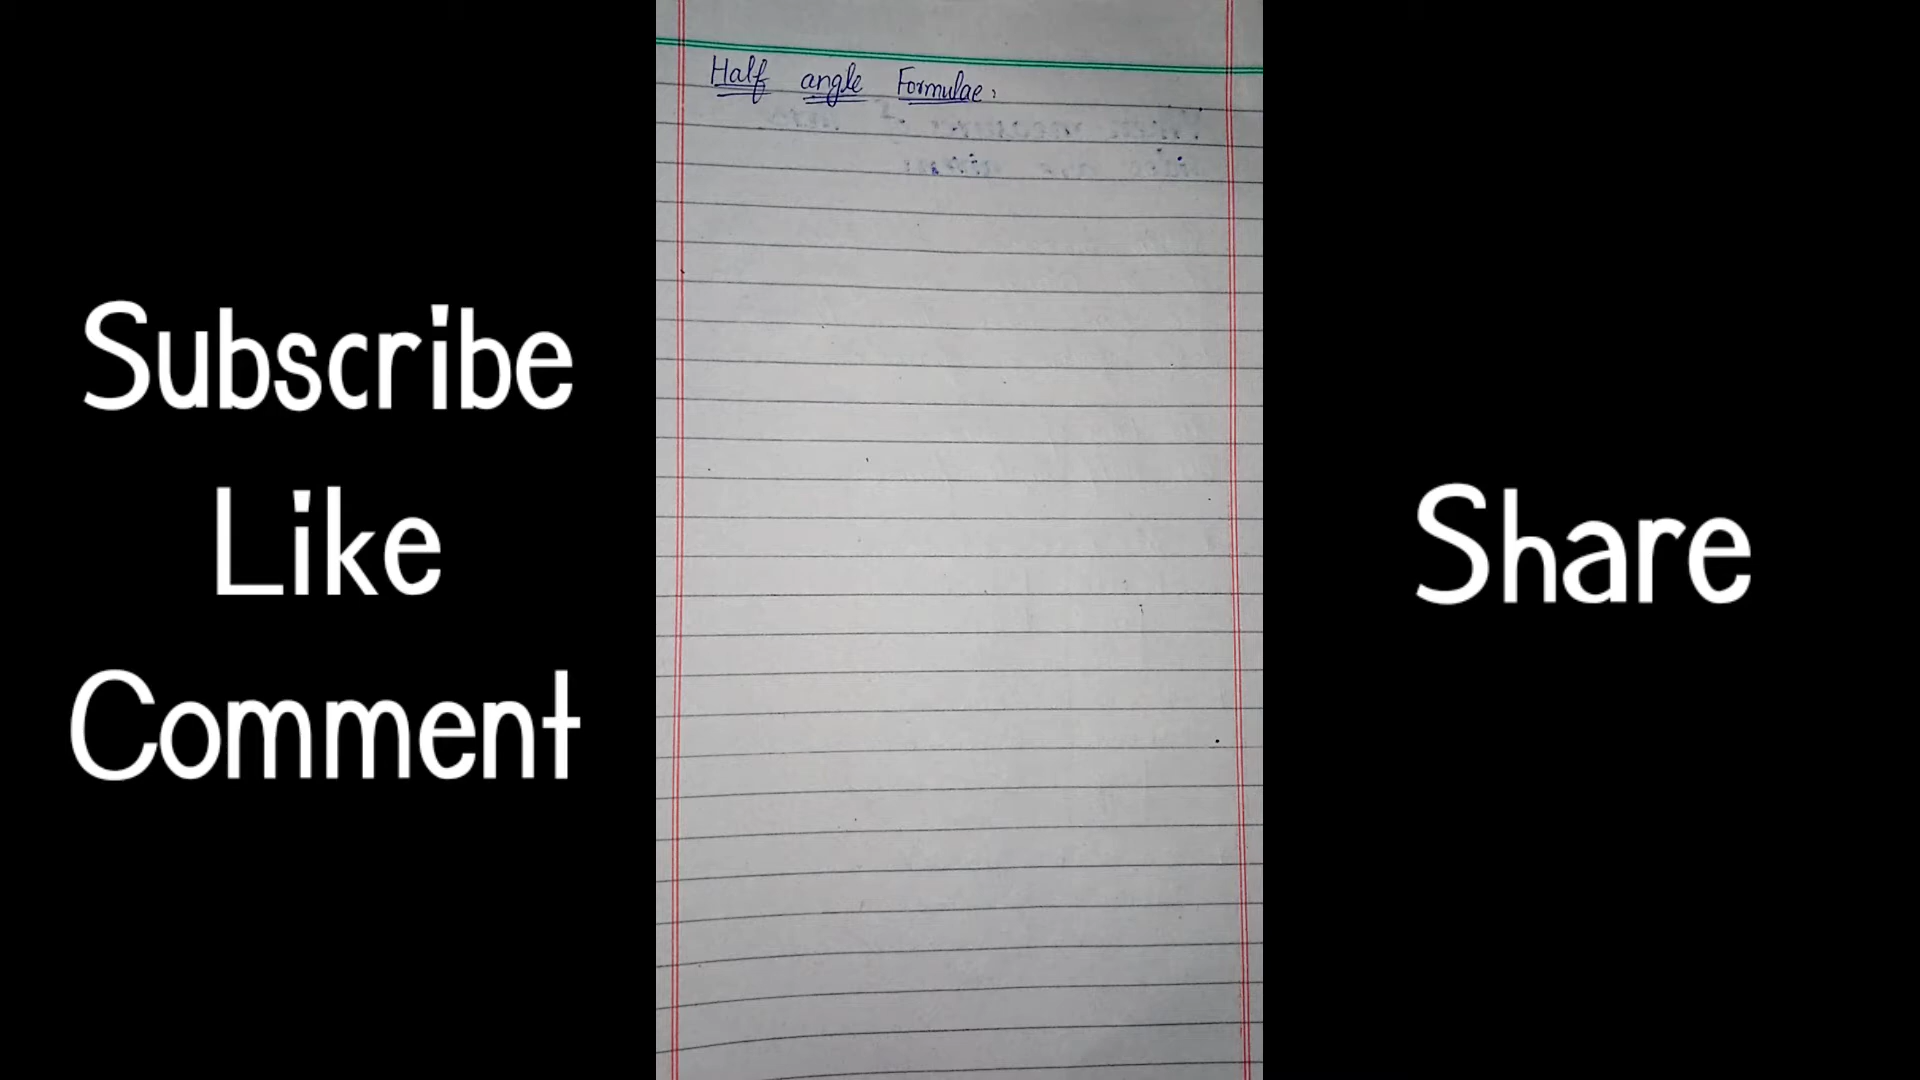 Half angle Formulae:
Subscribe
Like
Comment
Share